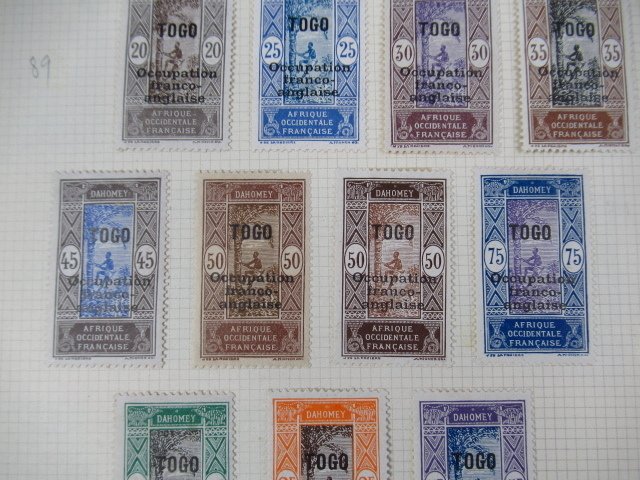 89
TOGO TOGO TOGO TOGO
20 20 25 25 30 30 35 35
Occupation Occupation Occupation Occupation
franco- franco- franco- franco-
anglaise anglaise anglaise anglaise
AFRIQUE AFRIQUE AFRIQUE AFRIQUE
OCCIDENTALE OCCIDENTALE OCCIDENTALE OCCIDENTALE
FRANÇAISE FRANÇAISE FRANÇAISE FRANÇAISE
DAHOMEY DAHOMEY DAHOMEY DAHOMEY
TOGO TOGO TOGO TOGO
45 45 50 50 50 50 75 75
Occupation Occupation Occupation Occupation
franco- franco- franco- franco-
anglaise anglaise anglaise anglaise
AFRIQUE AFRIQUE AFRIQUE AFRIQUE
OCCIDENTALE OCCIDENTALE OCCIDENTALE OCCIDENTALE
FRANÇAISE FRANÇAISE FRANÇAISE FRANÇAISE
DAHOMEY DAHOMEY DAHOMEY
TOGO TOGO TOGO